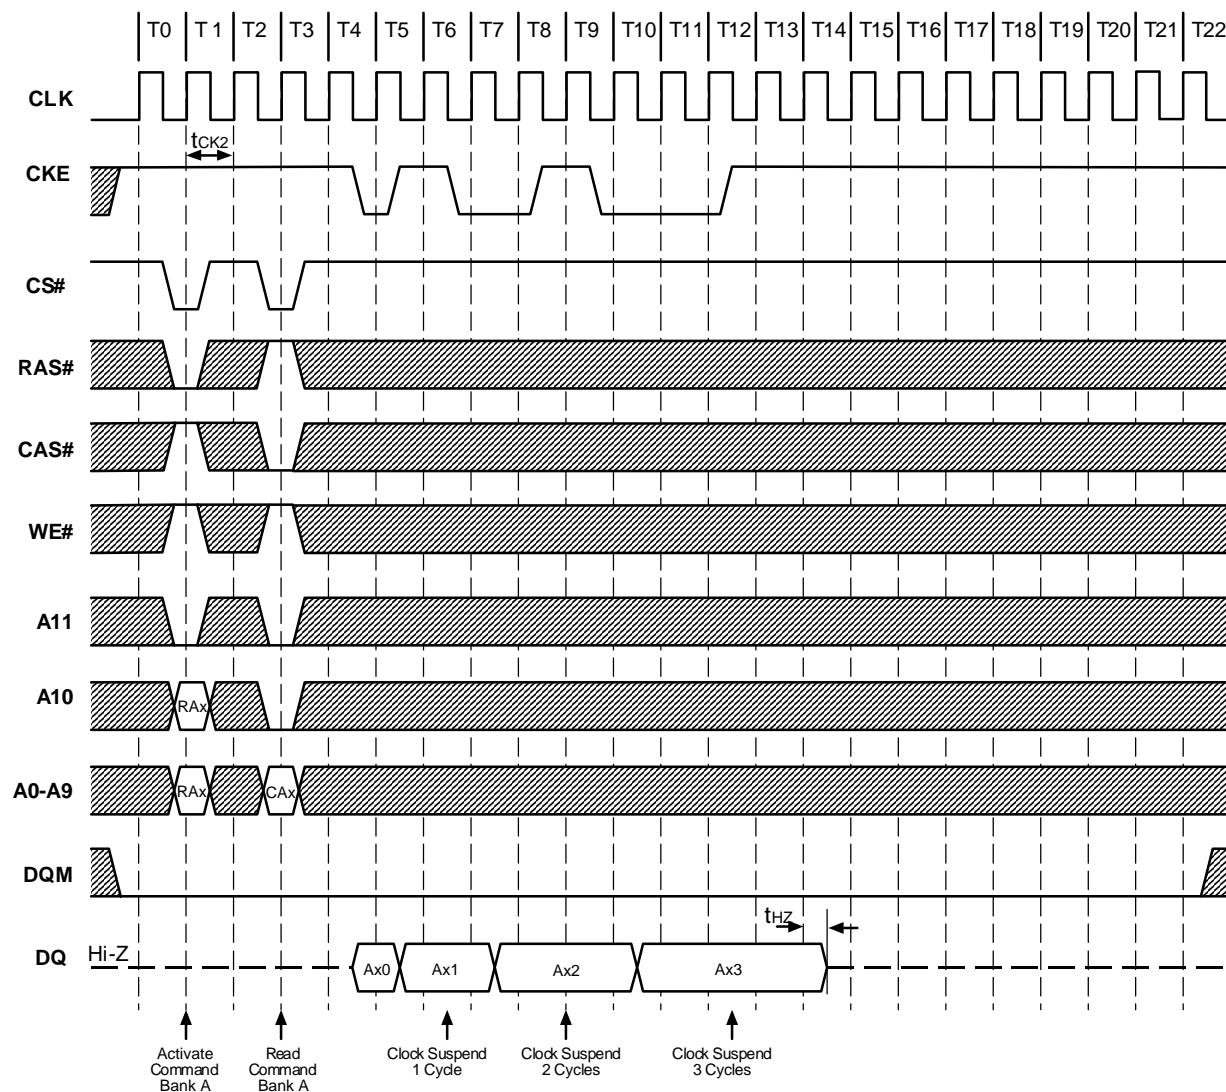 T0 T1 T2 T3 T4 T5 T6 T7 T8 T9 T10 T11 T12 T13 T14 T15 T16 T17 T18 T19 T20 T21 T22
CLK
tCK2
CKE
CS#
RAS#
CAS#
WE#
A11
A10
RAx
A0-A9
RAx CAx
DQM
tHZ
DQ
Hi-Z
Ax0 Ax1 Ax2 Ax3
Activate
Command
Bank A
Read
Command
Bank A
Clock Suspend
1 Cycle
Clock Suspend
2 Cycles
Clock Suspend
3 Cycles